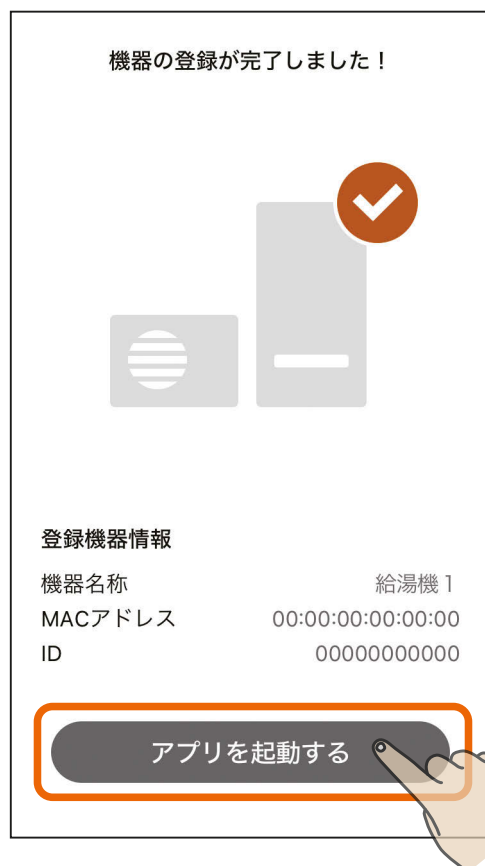 機器の登録が完了しました！
登録機器情報
機器名称 給湯機1
MACアドレス 00:00:00:00:00:00
ID 00000000000
アプリを起動する